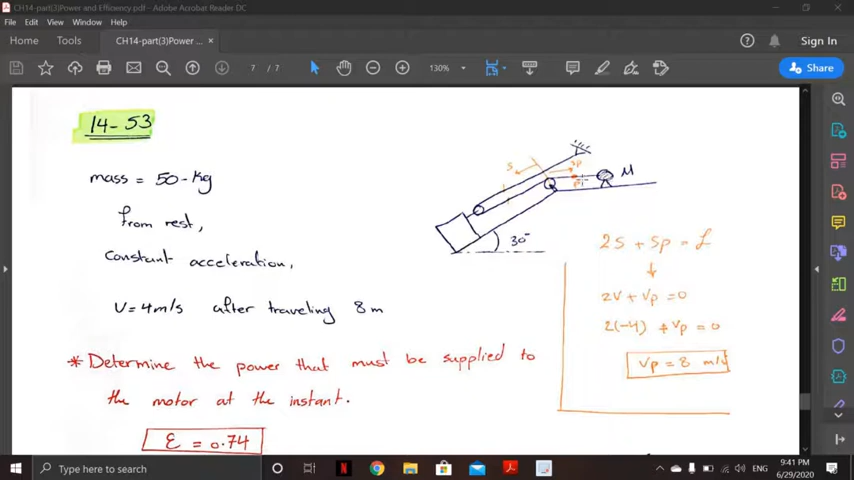 CH14-part(3)Power and Efficiency.pdf - Adobe Acrobat Reader DC
File Edit View Window Help
Home Tools CH14-part(3)Power ... × Sign In
7 / 7 130% Share
14-53
mass = 50-kg
from rest,
constant acceleration,
V = 4m/s after traveling 8 m
* Determine the power that must be supplied to
the motor at the instant.
ε = 0.74
S
Sp
P
M
30°
2S + Sp = L
2V + Vp = 0
2(-4) + Vp = 0
Vp = 8 m/s
Type here to search
ENG
9:41 PM
6/29/2020